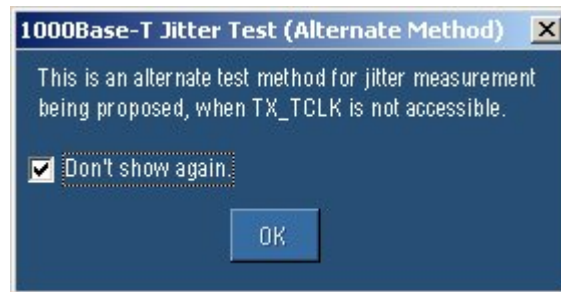 1000Base-T Jitter Test (Alternate Method)
This is an alternate test method for jitter measurement
being proposed, when TX_TCLK is not accessible.
Don't show again.
OK